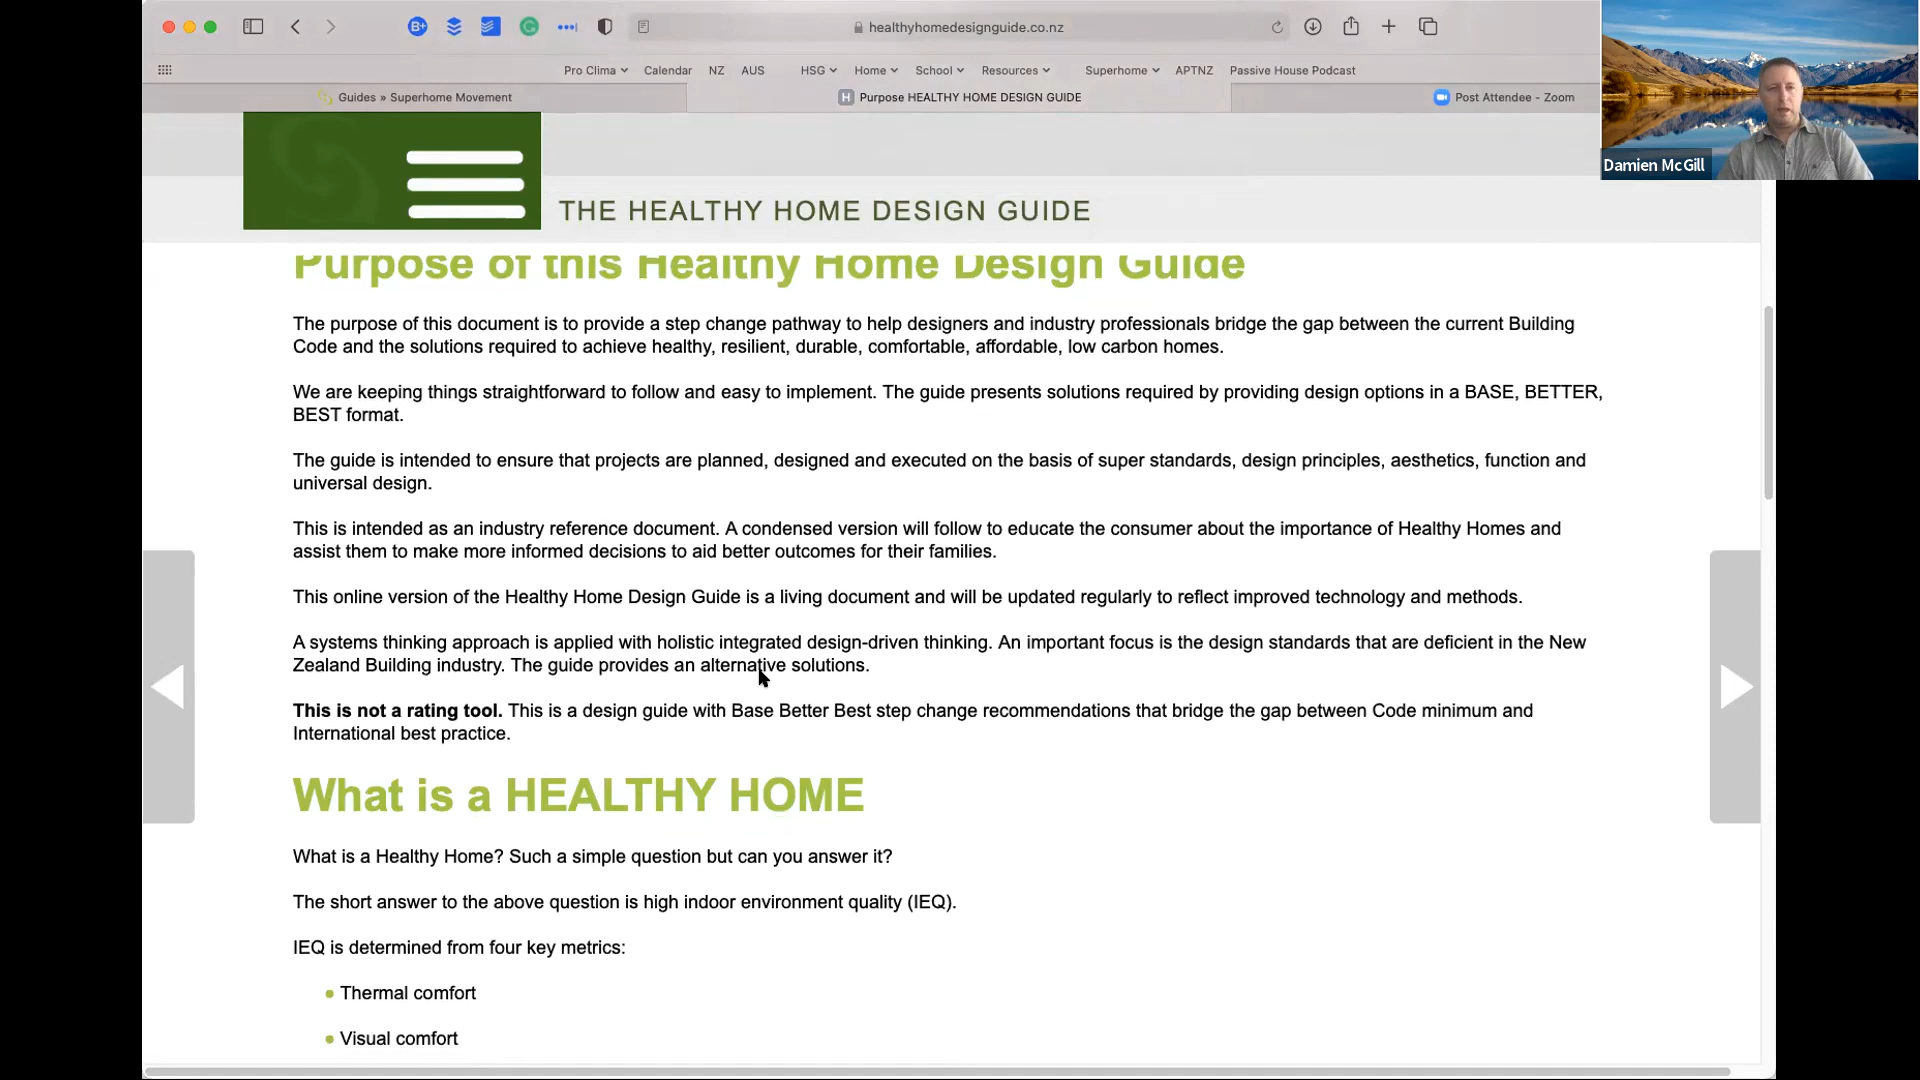 healthyhomedesignguide.co.nz
Pro Clima Calendar NZ AUS HSG Home School Resources Superhome APTNZ Passive House Podcast
Guides » Superhome Movement
H Purpose HEALTHY HOME DESIGN GUIDE
Post Attendee - Zoom
Damien McGill
THE HEALTHY HOME DESIGN GUIDE
Purpose of this Healthy Home Design Guide
The purpose of this document is to provide a step change pathway to help designers and industry professionals bridge the gap between the current Building
Code and the solutions required to achieve healthy, resilient, durable, comfortable, affordable, low carbon homes.
We are keeping things straightforward to follow and easy to implement. The guide presents solutions required by providing design options in a BASE, BETTER,
BEST format.
The guide is intended to ensure that projects are planned, designed and executed on the basis of super standards, design principles, aesthetics, function and
universal design.
This is intended as an industry reference document. A condensed version will follow to educate the consumer about the importance of Healthy Homes and
assist them to make more informed decisions to aid better outcomes for their families.
This online version of the Healthy Home Design Guide is a living document and will be updated regularly to reflect improved technology and methods.
A systems thinking approach is applied with holistic integrated design-driven thinking. An important focus is the design standards that are deficient in the New
Zealand Building industry. The guide provides an alternative solutions.
This is not a rating tool. This is a design guide with Base Better Best step change recommendations that bridge the gap between Code minimum and
International best practice.
What is a HEALTHY HOME
What is a Healthy Home? Such a simple question but can you answer it?
The short answer to the above question is high indoor environment quality (IEQ).
IEQ is determined from four key metrics:
Thermal comfort
Visual comfort